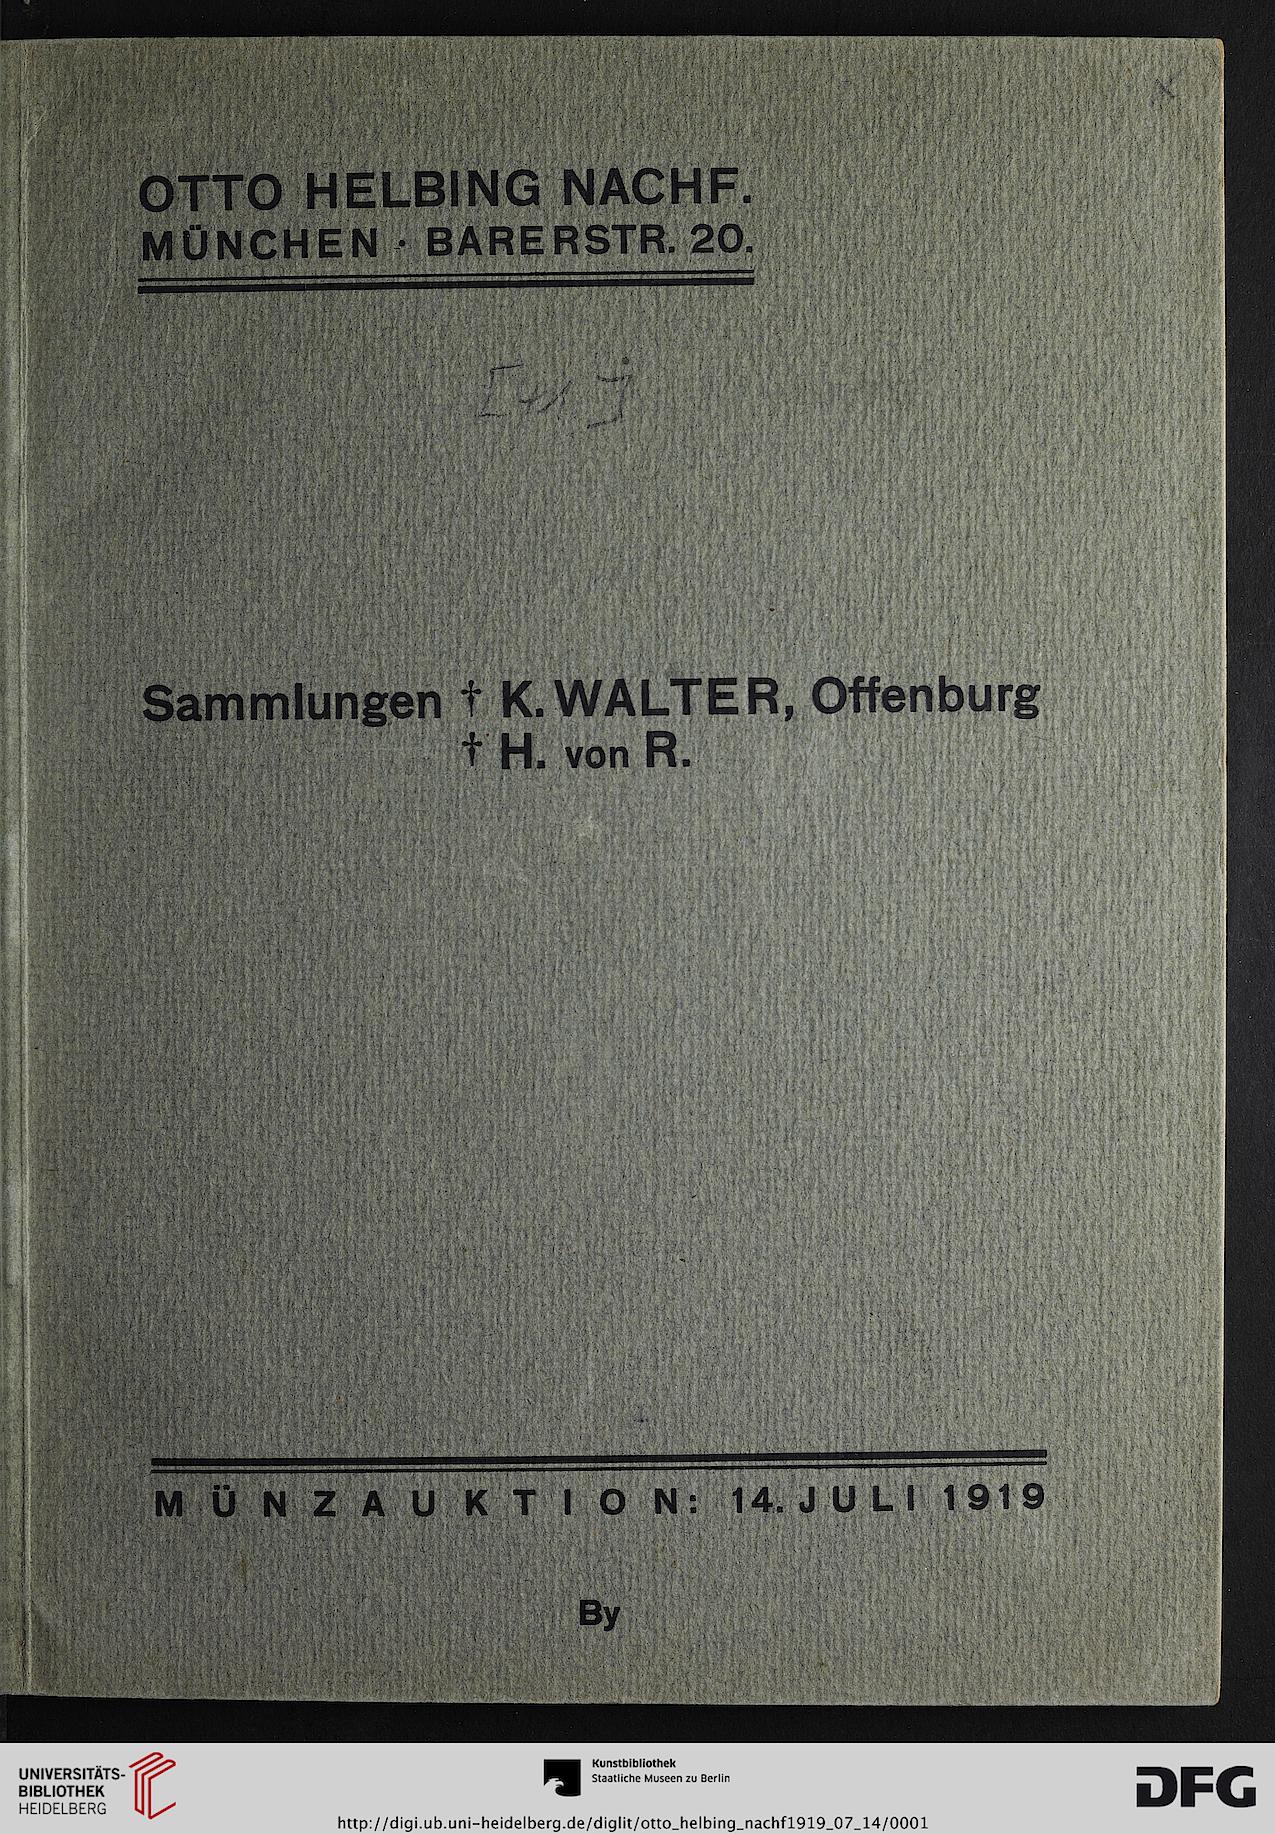 OTTO HELBING NACHF.
MÜNCHEN · BARERSTR. 20.
Sammlungen † K. WALTER, Offenburg
† H. von R.
MÜNZAUKTION: 14. JULI 1919
By
UNIVERSITÄTS-
BIBLIOTHEK
HEIDELBERG
Kunstbibliothek
Staatliche Museen zu Berlin
DFG
http://digi.ub.uni-heidelberg.de/diglit/otto_helbing_nachf1919_07_14/0001